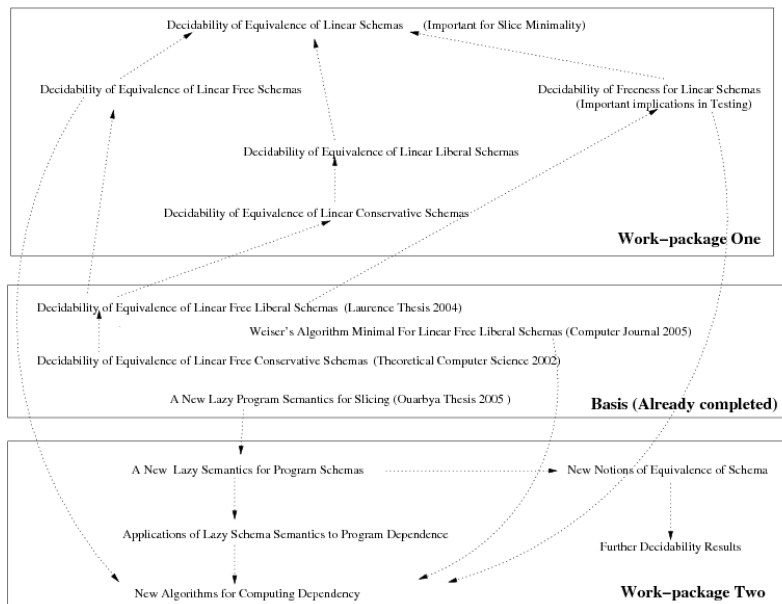 Decidability of Equivalence of Linear Schemas (Important for Slice Minimality)
Decidability of Equivalence of Linear Free Schemas
Decidability of Freeness for Linear Schemas
(Important implications in Testing)
Decidability of Equivalence of Linear Liberal Schemas
Decidability of Equivalence of Linear Conservative Schemas
Work-package One
Decidability of Equivalence of Linear Free Liberal Schemas (Laurence Thesis 2004)
Weiser's Algorithm Minimal For Linear Free Liberal Schemas (Computer Journal 2005)
Decidability of Equivalence of Linear Free Conservative Schemas (Theoretical Computer Science 2002)
A New Lazy Program Semantics for Slicing (Ouarbya Thesis 2005 )
Basis (Already completed)
A New Lazy Semantics for Program Schemas
New Notions of Equivalence of Schema
Applications of Lazy Schema Semantics to Program Dependence
Further Decidability Results
New Algorithms for Computing Dependency
Work-package Two